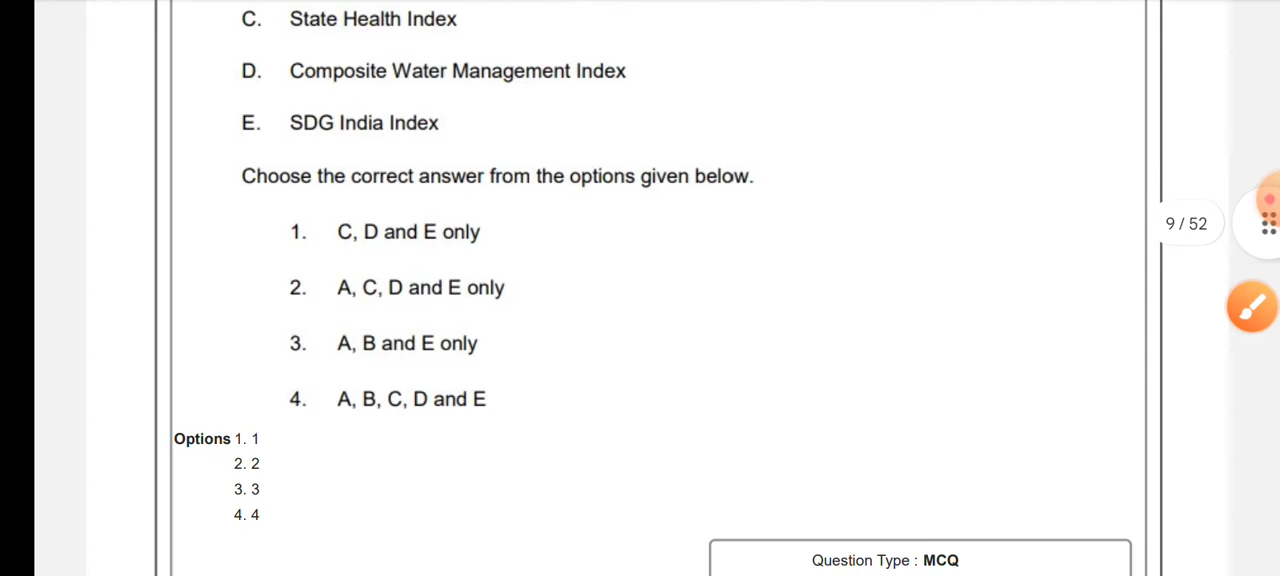 C. State Health Index
D. Composite Water Management Index
E. SDG India Index
Choose the correct answer from the options given below.
1. C, D and E only
9 / 52
2. A, C, D and E only
3. A, B and E only
4. A, B, C, D and E
Options 1. 1
2. 2
3. 3
4. 4
Question Type : MCQ